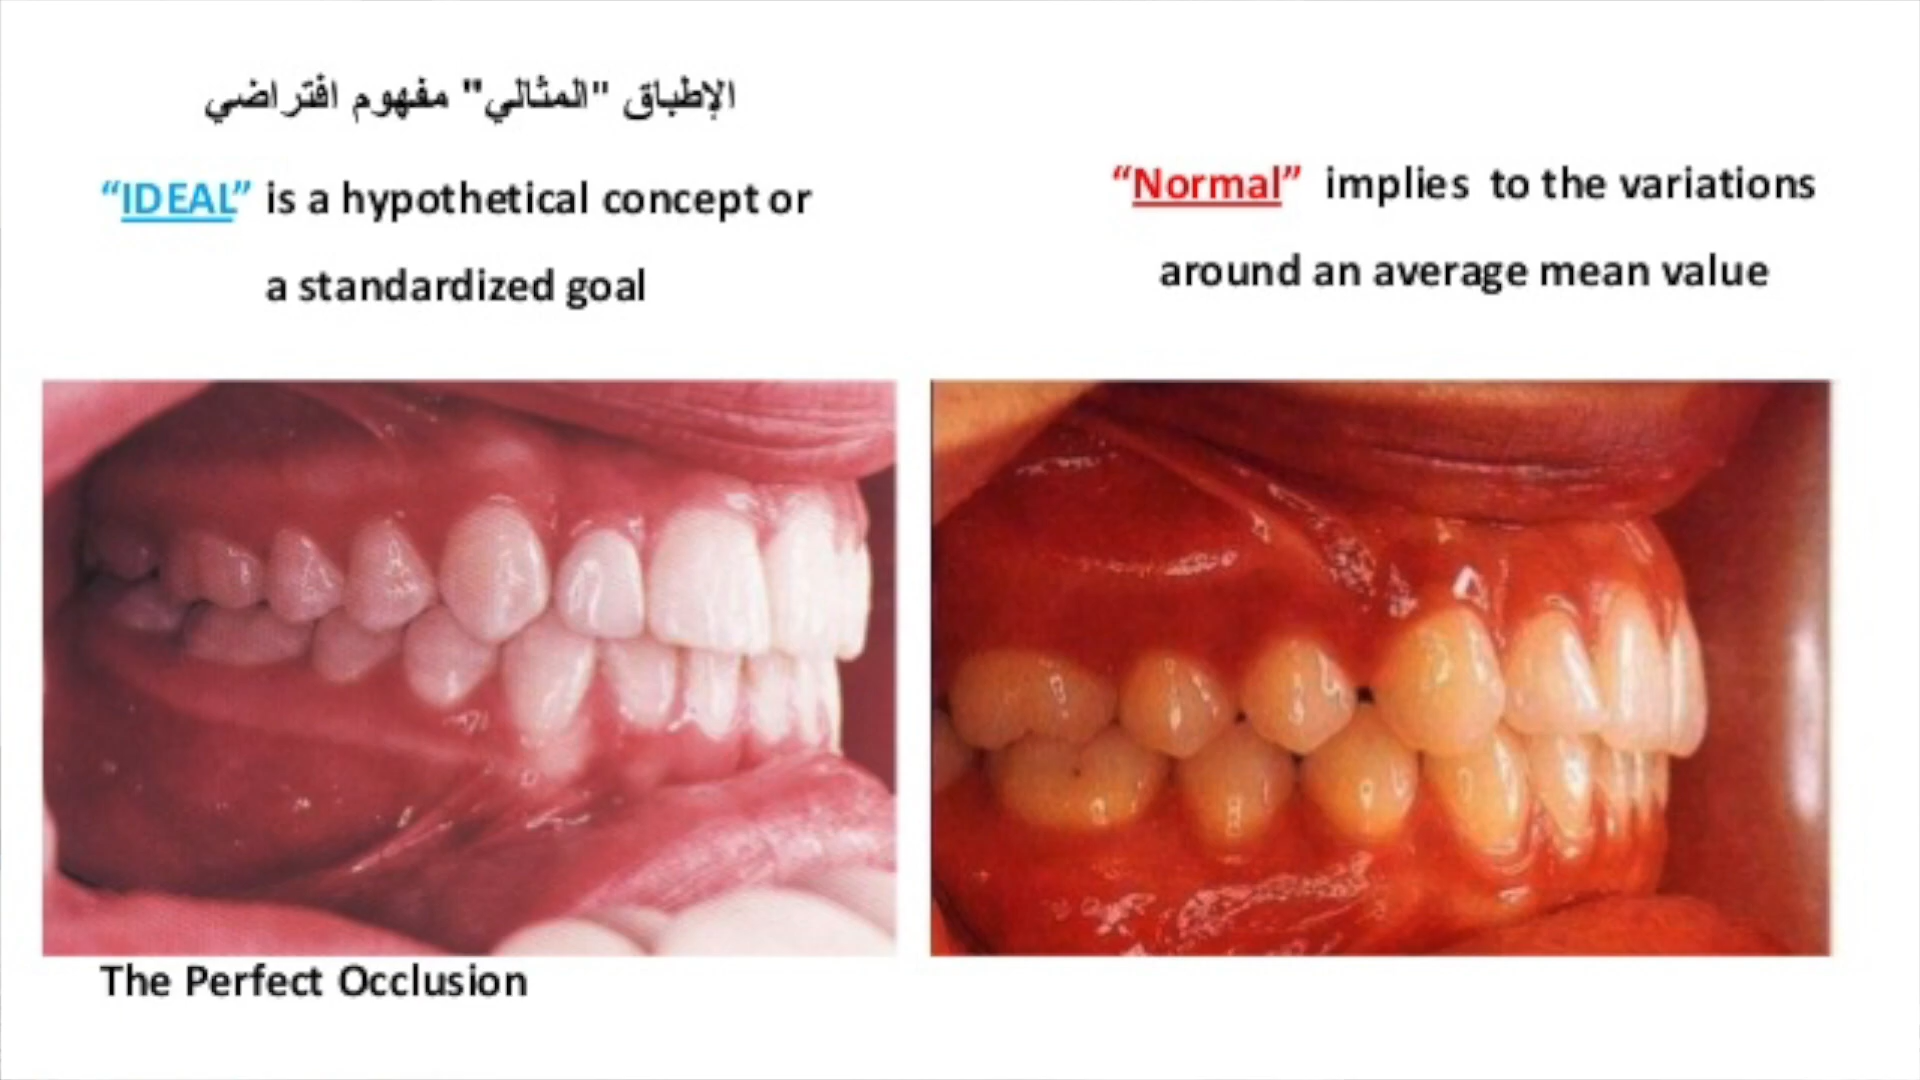 الإطباق "المثالي" مفهوم افتراضي
“IDEAL” is a hypothetical concept or
a standardized goal
“Normal” implies to the variations
around an average mean value
The Perfect Occlusion